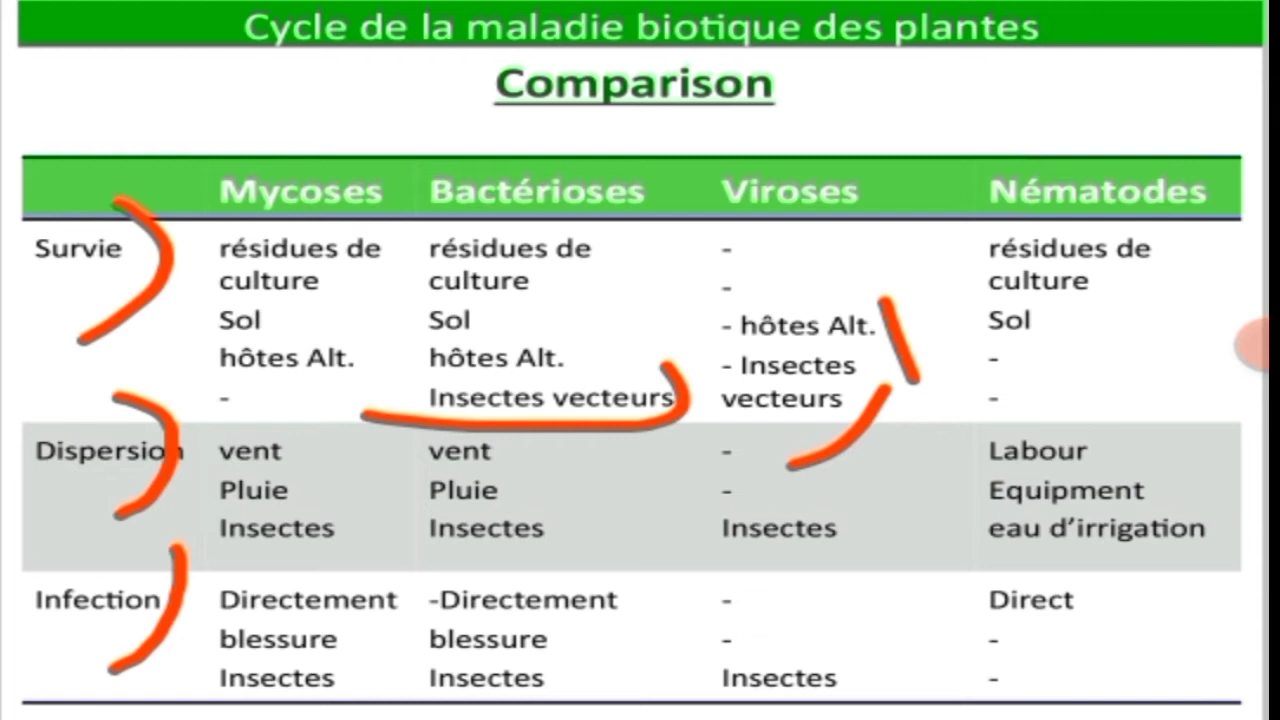 Cycle de la maladie biotique des plantes
Comparison
Mycoses Bactérioses Viroses Nématodes
Survie résidues de résidues de - résidues de
culture culture - culture
Sol Sol - hôtes Alt. Sol
hôtes Alt. hôtes Alt. - Insectes -
- Insectes vecteurs vecteurs -
Dispersion vent vent - Labour
Pluie Pluie - Equipment
Insectes Insectes Insectes eau d’irrigation
Infection Directement -Directement - Direct
blessure blessure - -
Insectes Insectes Insectes -